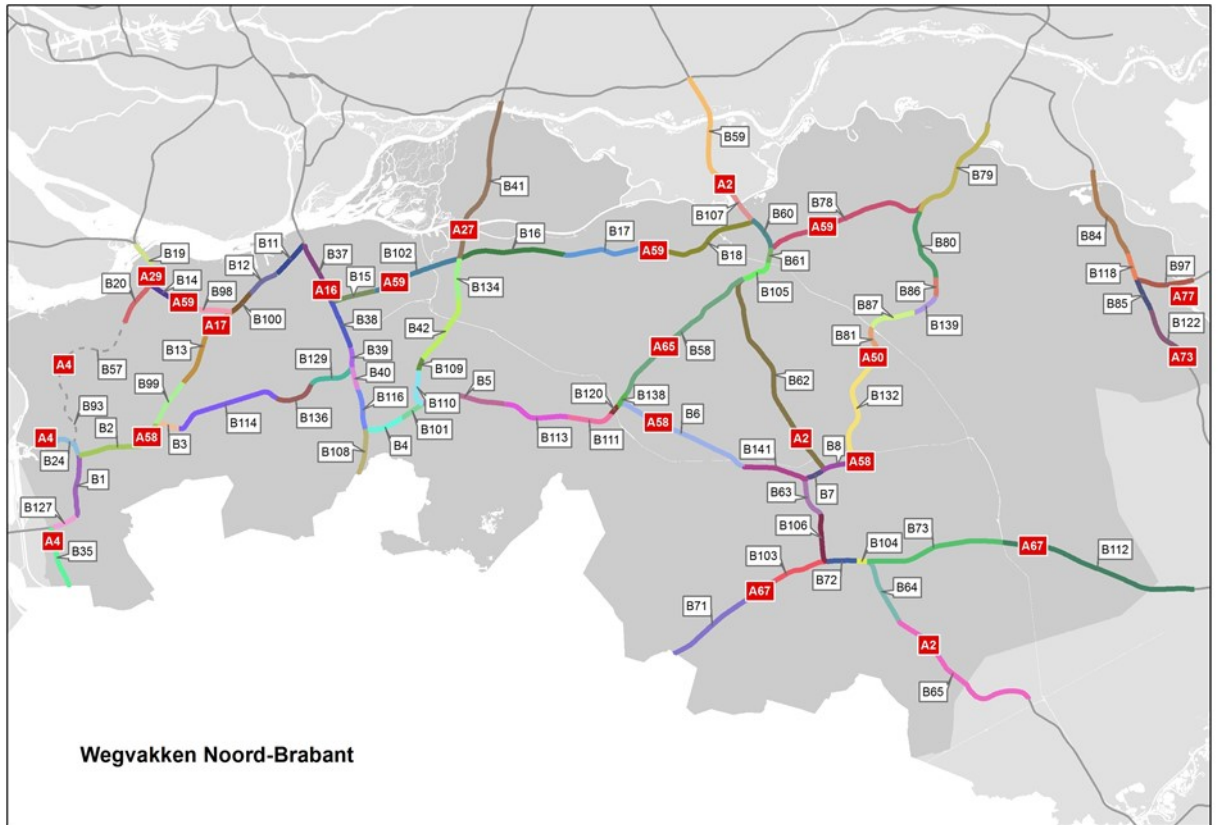 B59
B79
B41
A2
B78
B107
B60
A59
B84
B11
B37
A27
B16
B17
A59
B80
B19
B12
B102
B18
B61
B118
B97
B20
A29
B14
A59
B98
A16
B15
A59
B134
B105
B86
B85
A77
A17
B100
B87
B139
B122
B13
B38
B42
A65
B58
B81
A73
A4
B57
B129
B39
B109
B5
A50
B99
B40
B120
B138
B62
B132
B93
B2
B114
B136
B116
B110
A58
B6
A4
A58
B3
B101
B113
B111
A2
B8
B24
B108
B4
B141
A58
B1
B63
B7
B127
B106
B73
A4
B104
A67
B35
B103
B72
B112
B64
A67
B71
A2
B65
Wegvakken Noord-Brabant